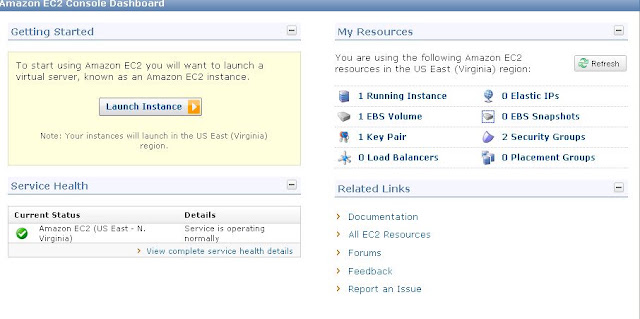 Amazon EC2 Console Dashboard
Getting Started
To start using Amazon EC2 you will want to launch a
virtual server, known as an Amazon EC2 instance.
Launch Instance
Note: Your instances will launch in the US East (Virginia)
region.
Service Health
Current Status Details
Amazon EC2 (US East - N.
Virginia)
Service is operating
normally
View complete service health details
My Resources
You are using the following Amazon EC2
resources in the US East (Virginia) region:
Refresh
1 Running Instance 0 Elastic IPs
1 EBS Volume 0 EBS Snapshots
1 Key Pair 2 Security Groups
0 Load Balancers 0 Placement Groups
Related Links
Documentation
All EC2 Resources
Forums
Feedback
Report an Issue